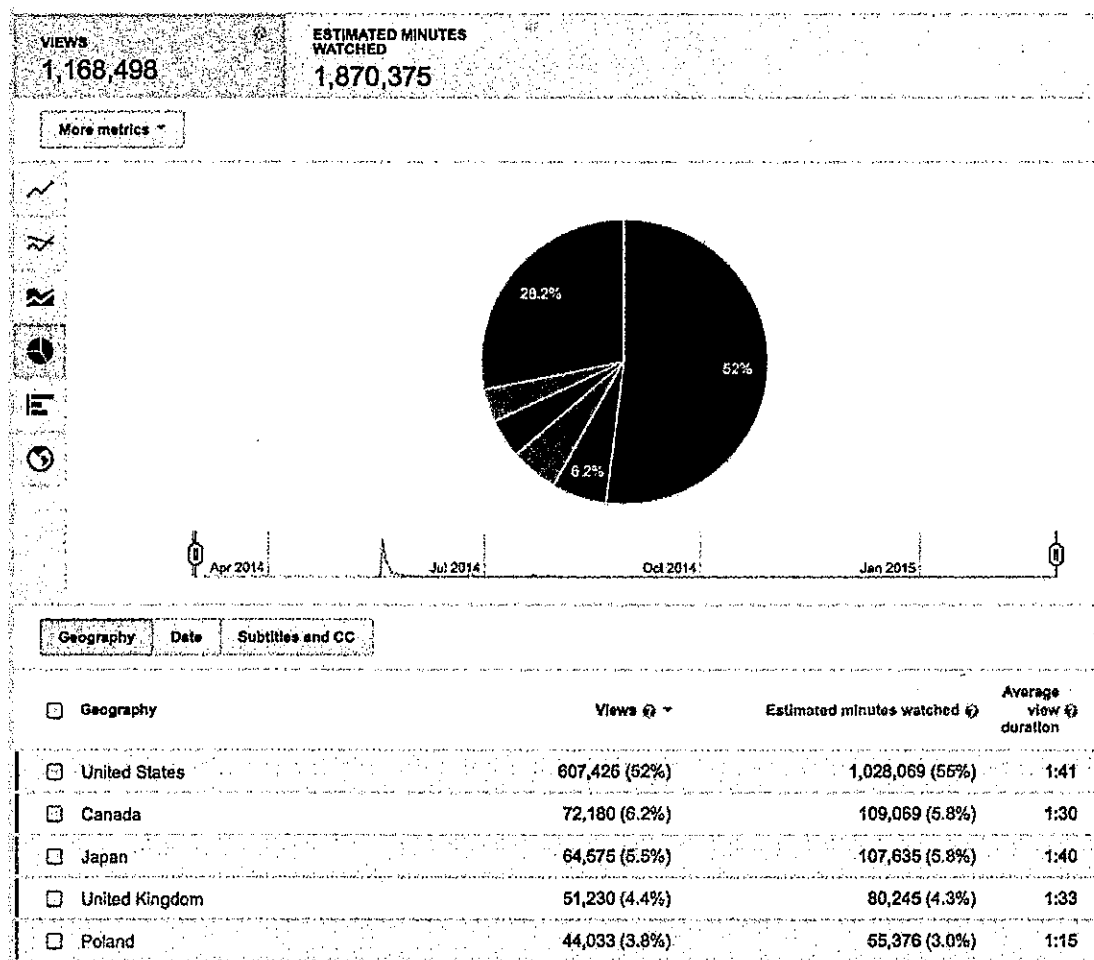 VIEWS
1,168,498
ESTIMATED MINUTES
WATCHED
1,870,375
More metrics
28.2%
52%
6.2%
Apr 2014
Jul 2014
Oct 2014
Jan 2015
Geography Date Subtitles and CC
Geography Views Estimated minutes watched Average view duration
United States 607,426 (52%) 1,028,069 (55%) 1:41
Canada 72,180 (6.2%) 109,069 (5.8%) 1:30
Japan 64,575 (5.5%) 107,635 (5.8%) 1:40
United Kingdom 51,230 (4.4%) 80,245 (4.3%) 1:33
Poland 44,033 (3.8%) 55,376 (3.0%) 1:15